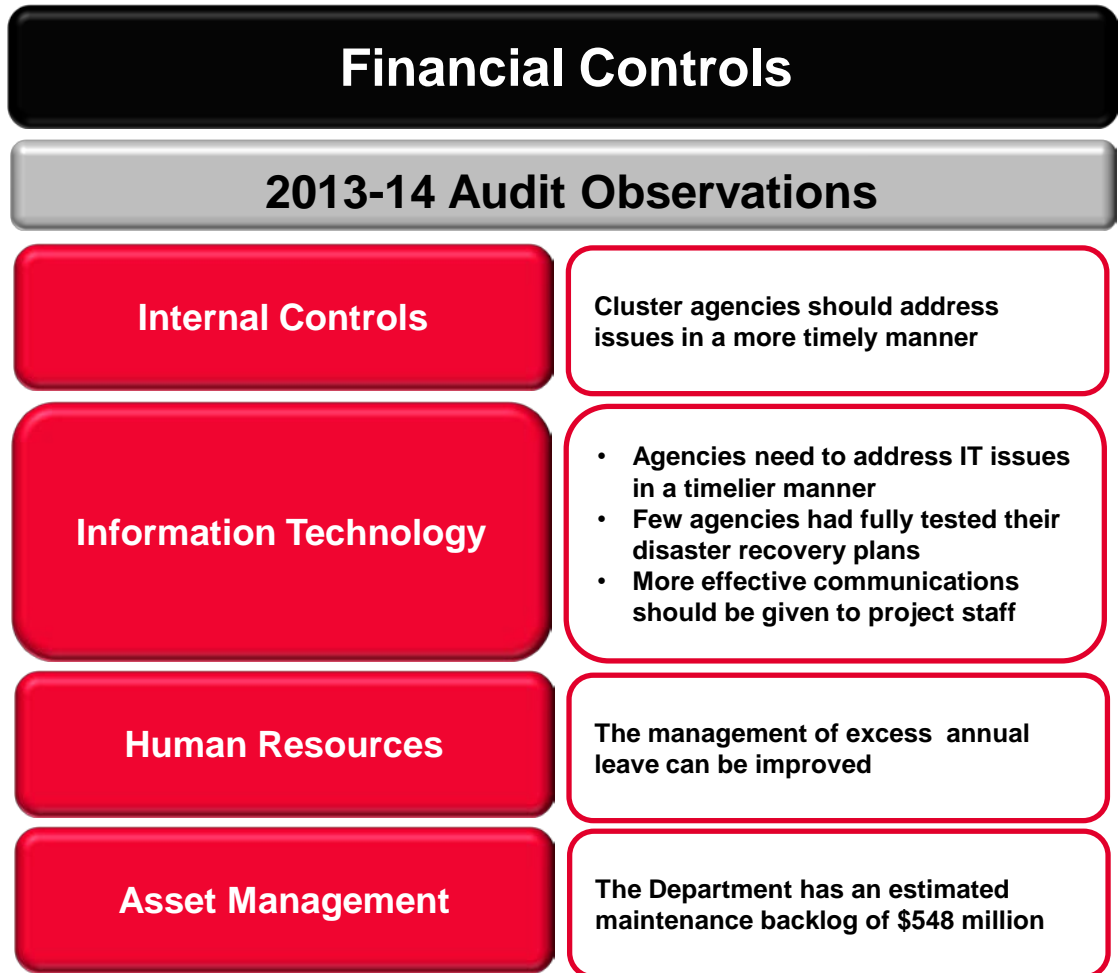 Financial Controls
2013-14 Audit Observations
Internal Controls
Cluster agencies should address
issues in a more timely manner
Information Technology
• Agencies need to address IT issues
in a timelier manner
• Few agencies had fully tested their
disaster recovery plans
• More effective communications
should be given to project staff
Human Resources
The management of excess  annual
leave can be improved
Asset Management
The Department has an estimated
maintenance backlog of $548 million